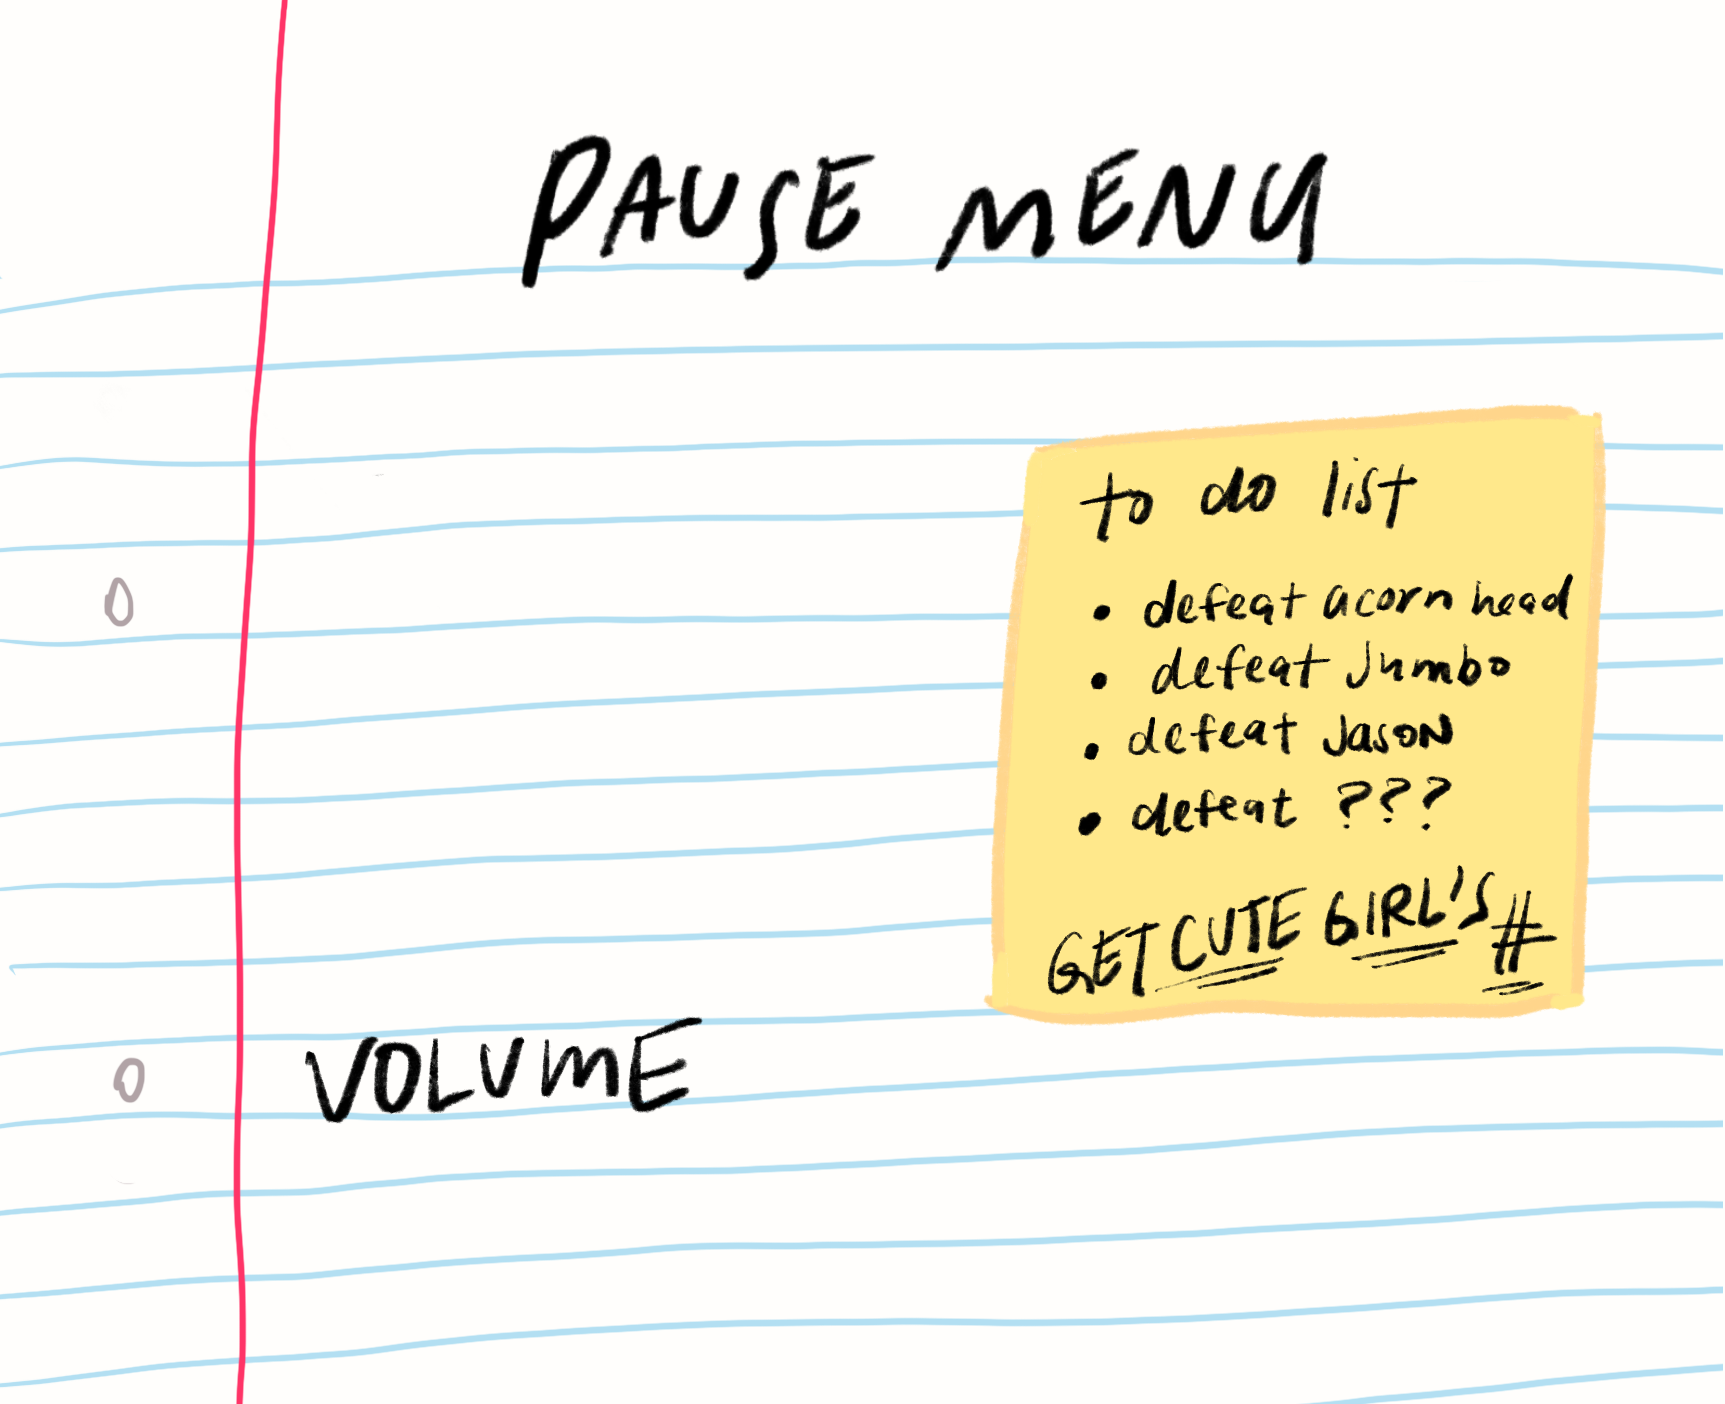 PAUSE MENU
to do list
• defeat acorn head
• defeat Jumbo
• defeat Jason
• defeat ???
GET CUTE GIRL'S #
VOLUME